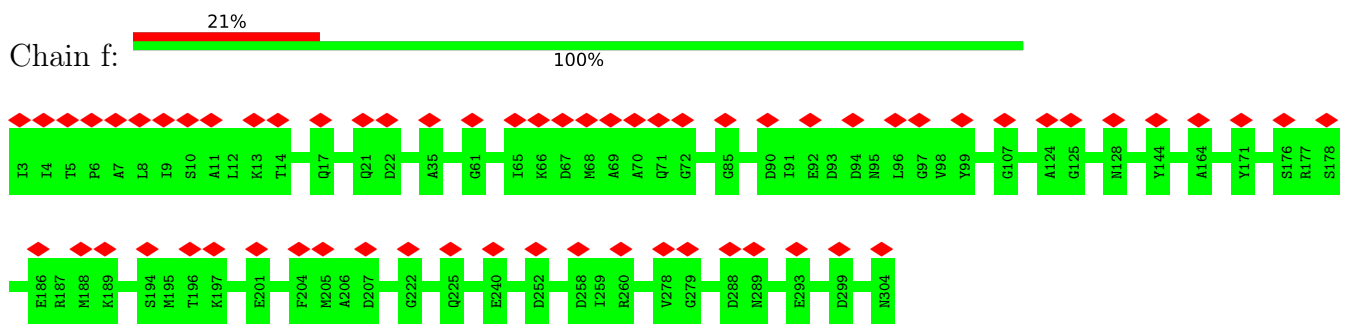 21%
Chain f:
100%
I3 I4 T5 P6 A7 L8 I9 S10 A11 L12 K13 T14 Q17 Q21 D22 A35 G61 I65 K66 D67 M68 A69 A70 Q71 G72 G85 D90 I91 E92 D93 D94 N95 L96 G97 V98 Y99 G107 A124 G125 N128 Y144 A164 Y171 S176 R177 S178
E186 R187 M188 K189 S194 M195 T196 K197 E201 F204 M205 A206 D207 G222 Q225 E240 D252 D258 I259 R260 V278 G279 D288 N289 E293 D299 N304